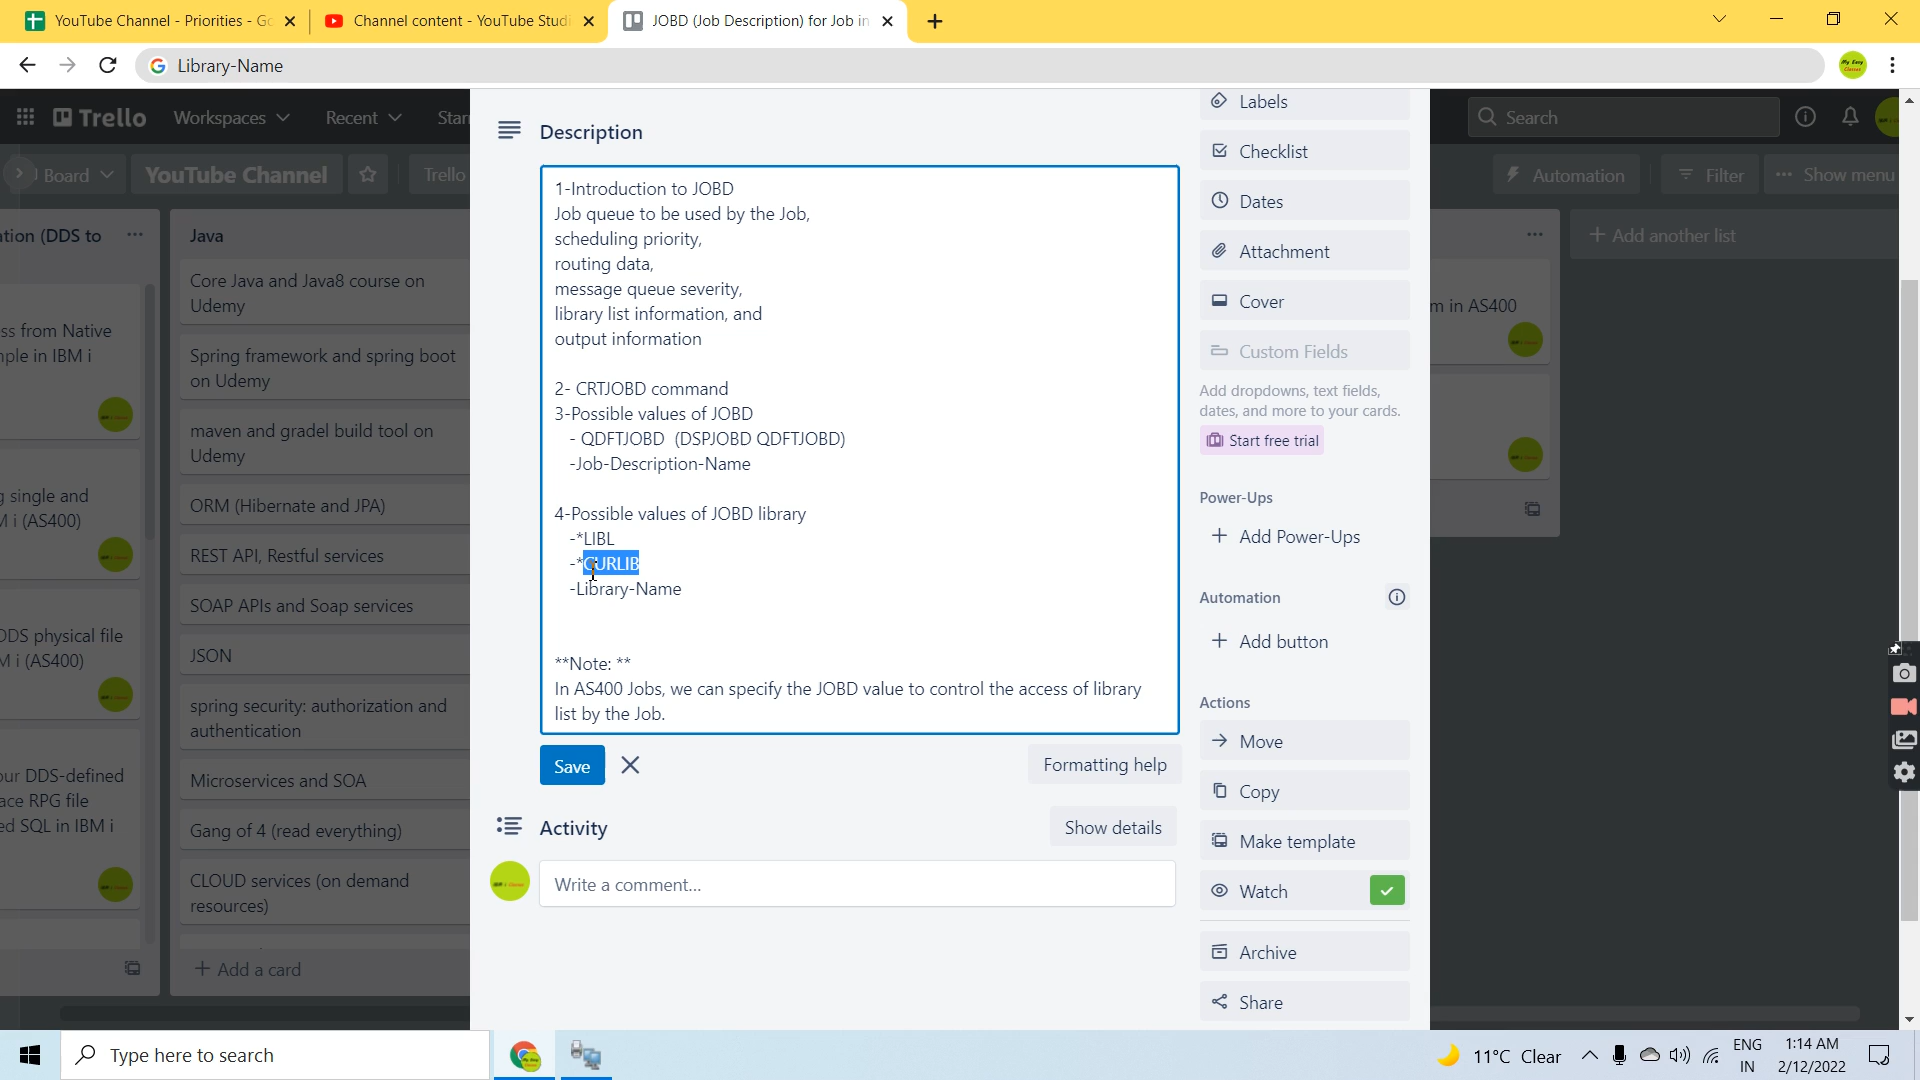 YouTube Channel - Priorities - Go
Channel content - YouTube Studi
JOBD (Job Description) for Job in
Library-Name
Trello
Workspaces
Recent
Star
Search
Board
YouTube Channel
Trello
Automation
Filter
Show menu
ation (DDS to
Java
Core Java and Java8 course on
Udemy
ss from Native
mple in IBM i
Spring framework and spring boot
on Udemy
maven and gradel build tool on
Udemy
g single and
M i (AS400)
ORM (Hibernate and JPA)
REST API, Restful services
SOAP APIs and Soap services
DDS physical file
M i (AS400)
JSON
spring security: authorization and
authentication
our DDS-defined
ace RPG file
ed SQL in IBM i
Microservices and SOA
Gang of 4 (read everything)
CLOUD services (on demand
resources)
+ Add a card
Description
1-Introduction to JOBD
Job queue to be used by the Job,
scheduling priority,
routing data,
message queue severity,
library list information, and
output information
2- CRTJOBD command
3-Possible values of JOBD
- QDFTJOBD (DSPJOBD QDFTJOBD)
-Job-Description-Name
4-Possible values of JOBD library
-*LIBL
-*CURLIB
-Library-Name
**Note: **
In AS400 Jobs, we can specify the JOBD value to control the access of library
list by the Job.
Save
Formatting help
Activity
Show details
Write a comment...
Labels
Checklist
Dates
Attachment
Cover
Custom Fields
Add dropdowns, text fields,
dates, and more to your cards.
Start free trial
Power-Ups
+ Add Power-Ups
Automation
+ Add button
Actions
Move
Copy
Make template
Watch
Archive
Share
+ Add another list
m in AS400
Type here to search
11°C Clear
ENG
IN
1:14 AM
2/12/2022